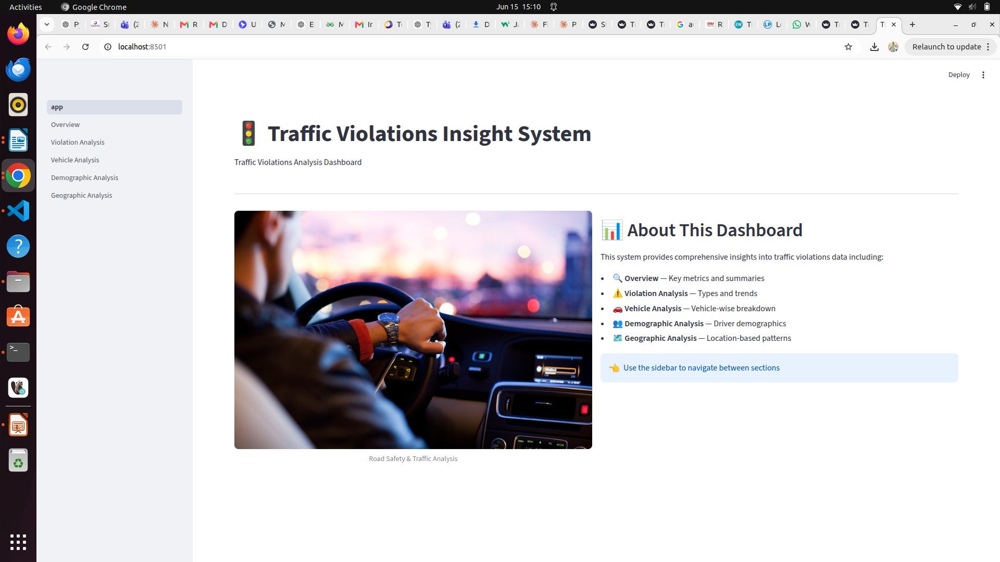 Activities
Google Chrome
Jun 15 15:10
localhost:8501
Relaunch to update
Deploy
app
Overview
Violation Analysis
Vehicle Analysis
Demographic Analysis
Geographic Analysis
🚦 Traffic Violations Insight System
Traffic Violations Analysis Dashboard
📊 About This Dashboard
This system provides comprehensive insights into traffic violations data including:
• 🔍 Overview — Key metrics and summaries
• ⚠️ Violation Analysis — Types and trends
• 🚗 Vehicle Analysis — Vehicle-wise breakdown
• 👥 Demographic Analysis — Driver demographics
• 🗺️ Geographic Analysis — Location-based patterns
👈 Use the sidebar to navigate between sections
Road Safety & Traffic Analysis